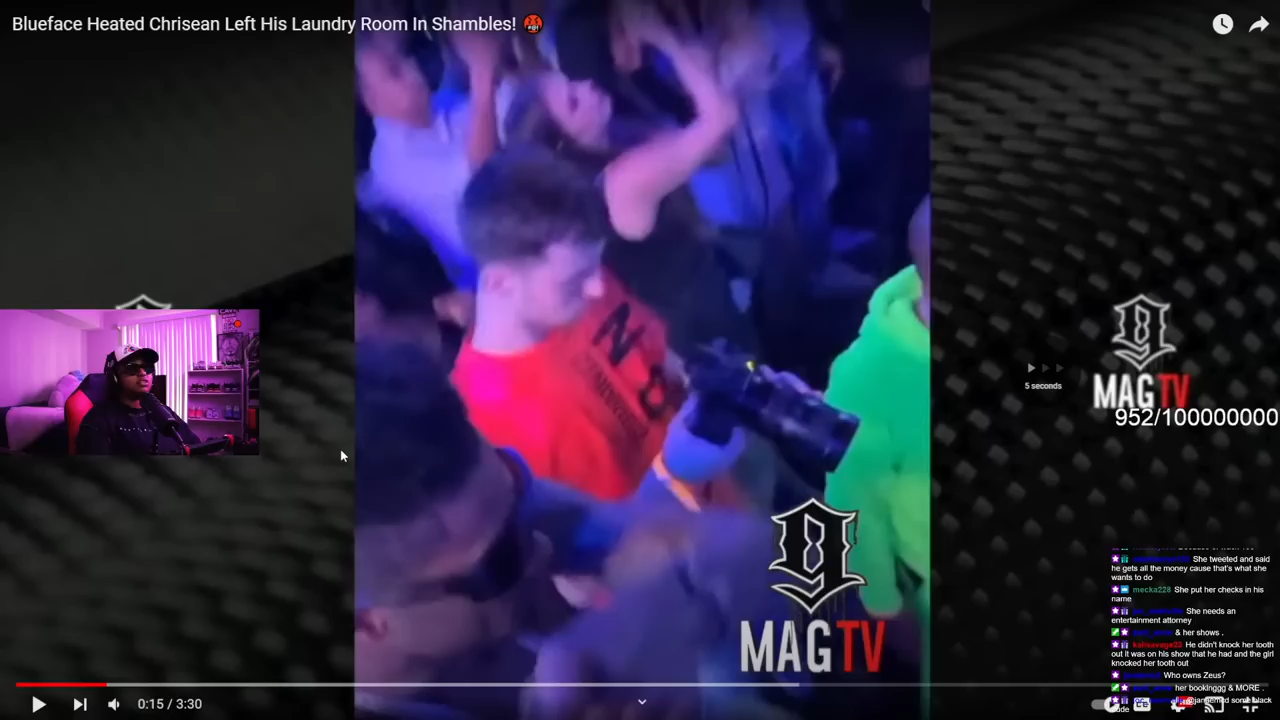 Blueface Heated Chrisean Left His Laundry Room In Shambles!
MAG TV
952/100000000
5 seconds
MAG TV
She tweeted and said
he gets all the money cause that's what she
wants to do
mecka228 She put her checks in his
name
She needs an
entertainment attorney
& her shows .
He didn't knock her tooth
out it was on his show that he had and the girl
knocked her tooth out
Who owns Zeus?
her bookinggg & MORE .
0:15 / 3:30